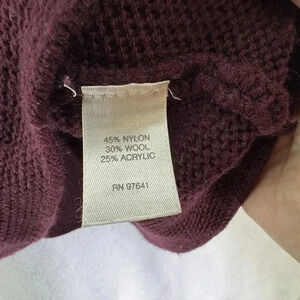 45% NYLON
30% WOOL
25% ACRYLIC
RN 97641